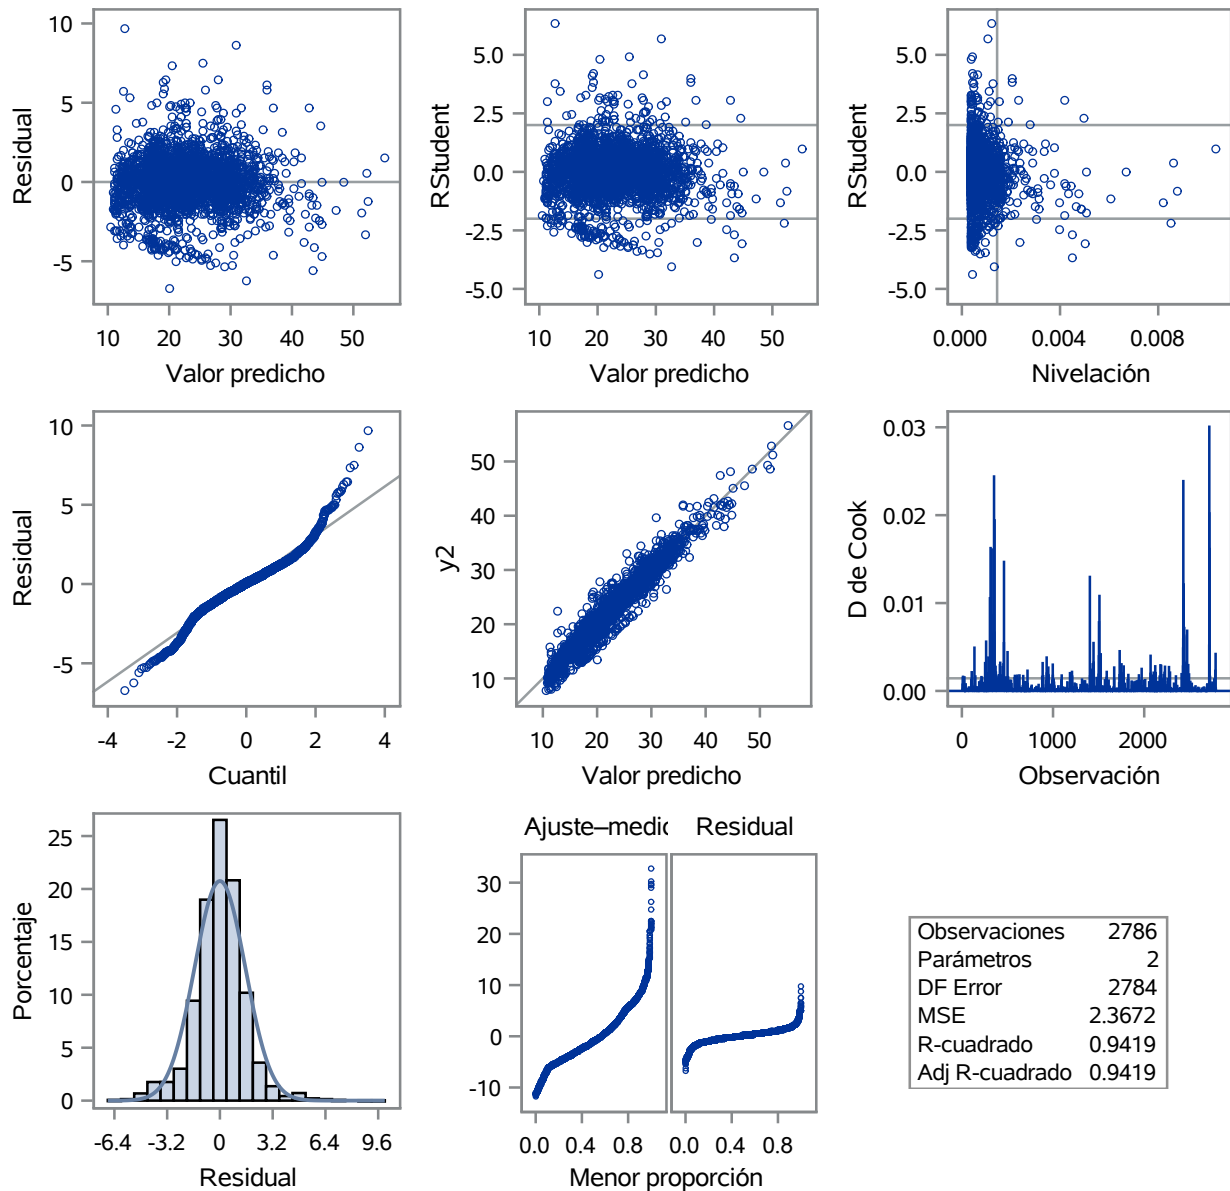 10
5
0
-5
Residual
10 20 30 40 50
Valor predicho
5.0
2.5
0.0
-2.5
-5.0
RStudent
10 20 30 40 50
Valor predicho
5.0
2.5
0.0
-2.5
-5.0
RStudent
0.000 0.004 0.008
Nivelación
10
5
0
-5
Residual
-4 -2 0 2 4
Cuantil
50
40
30
20
10
y2
10 20 30 40 50
Valor predicho
0.03
0.02
0.01
0.00
D de Cook
0 1000 2000
Observación
25
20
15
10
5
0
Porcentaje
-6.4 -3.2 0 3.2 6.4 9.6
Residual
Ajuste–medic Residual
30
20
10
0
-10
0.0 0.4 0.8 0.0 0.4 0.8
Menor proporción
Observaciones 2786
Parámetros 2
DF Error 2784
MSE 2.3672
R-cuadrado 0.9419
Adj R-cuadrado 0.9419